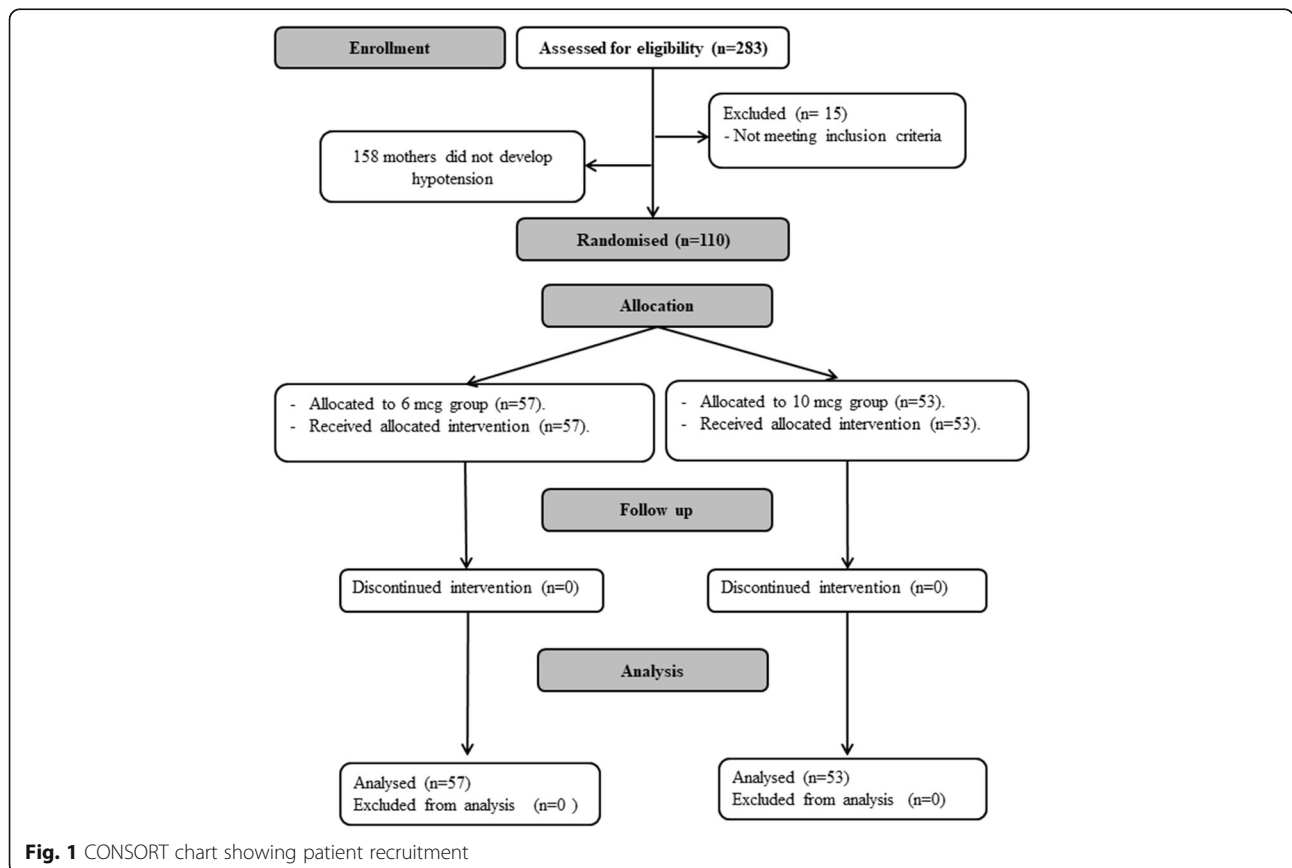 Enrollment
Assessed for eligibility (n=283)
Excluded (n= 15)
- Not meeting inclusion criteria
158 mothers did not develop
hypotension
Randomised (n=110)
Allocation
- Allocated to 6 mcg group (n=57).
- Received allocated intervention (n=57).
- Allocated to 10 mcg group (n=53).
- Received allocated intervention (n=53).
Follow up
Discontinued intervention (n=0)
Discontinued intervention (n=0)
Analysis
Analysed (n=57)
Excluded from analysis (n=0 )
Analysed (n=53)
Excluded from analysis (n=0)
Fig. 1 CONSORT chart showing patient recruitment